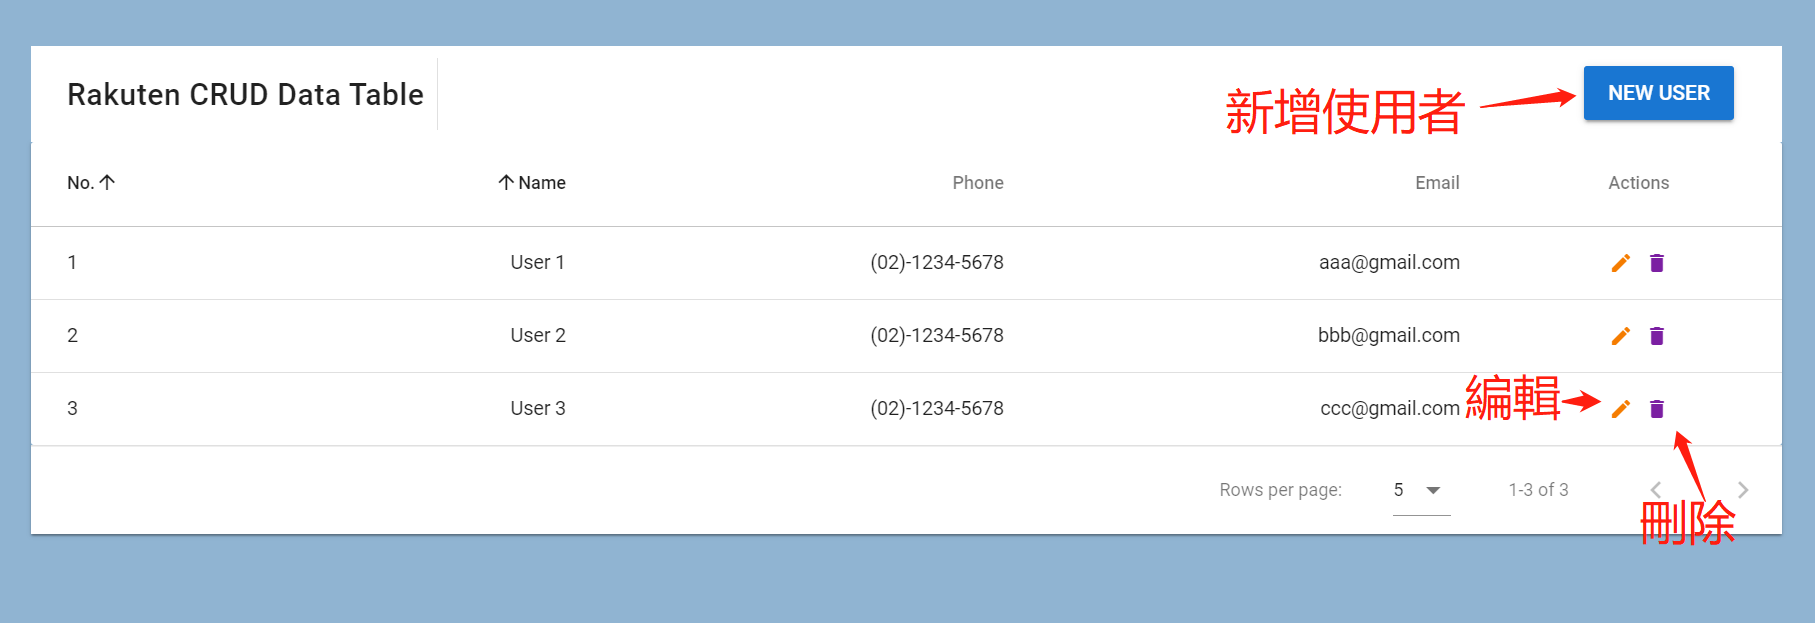 Rakuten CRUD Data Table
新增使用者
NEW USER
No. Name Phone Email Actions
1 User 1 (02)-1234-5678 aaa@gmail.com
2 User 2 (02)-1234-5678 bbb@gmail.com
3 User 3 (02)-1234-5678 ccc@gmail.com
編輯
Rows per page: 5 1-3 of 3
刪除